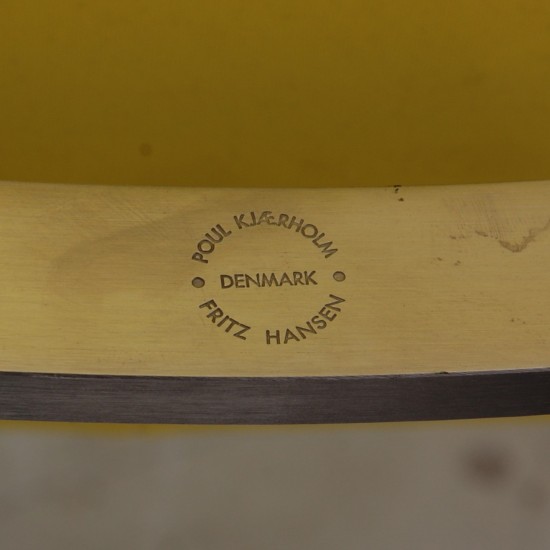 POUL KJÆRHOLM
DENMARK
FRITZ HANSEN